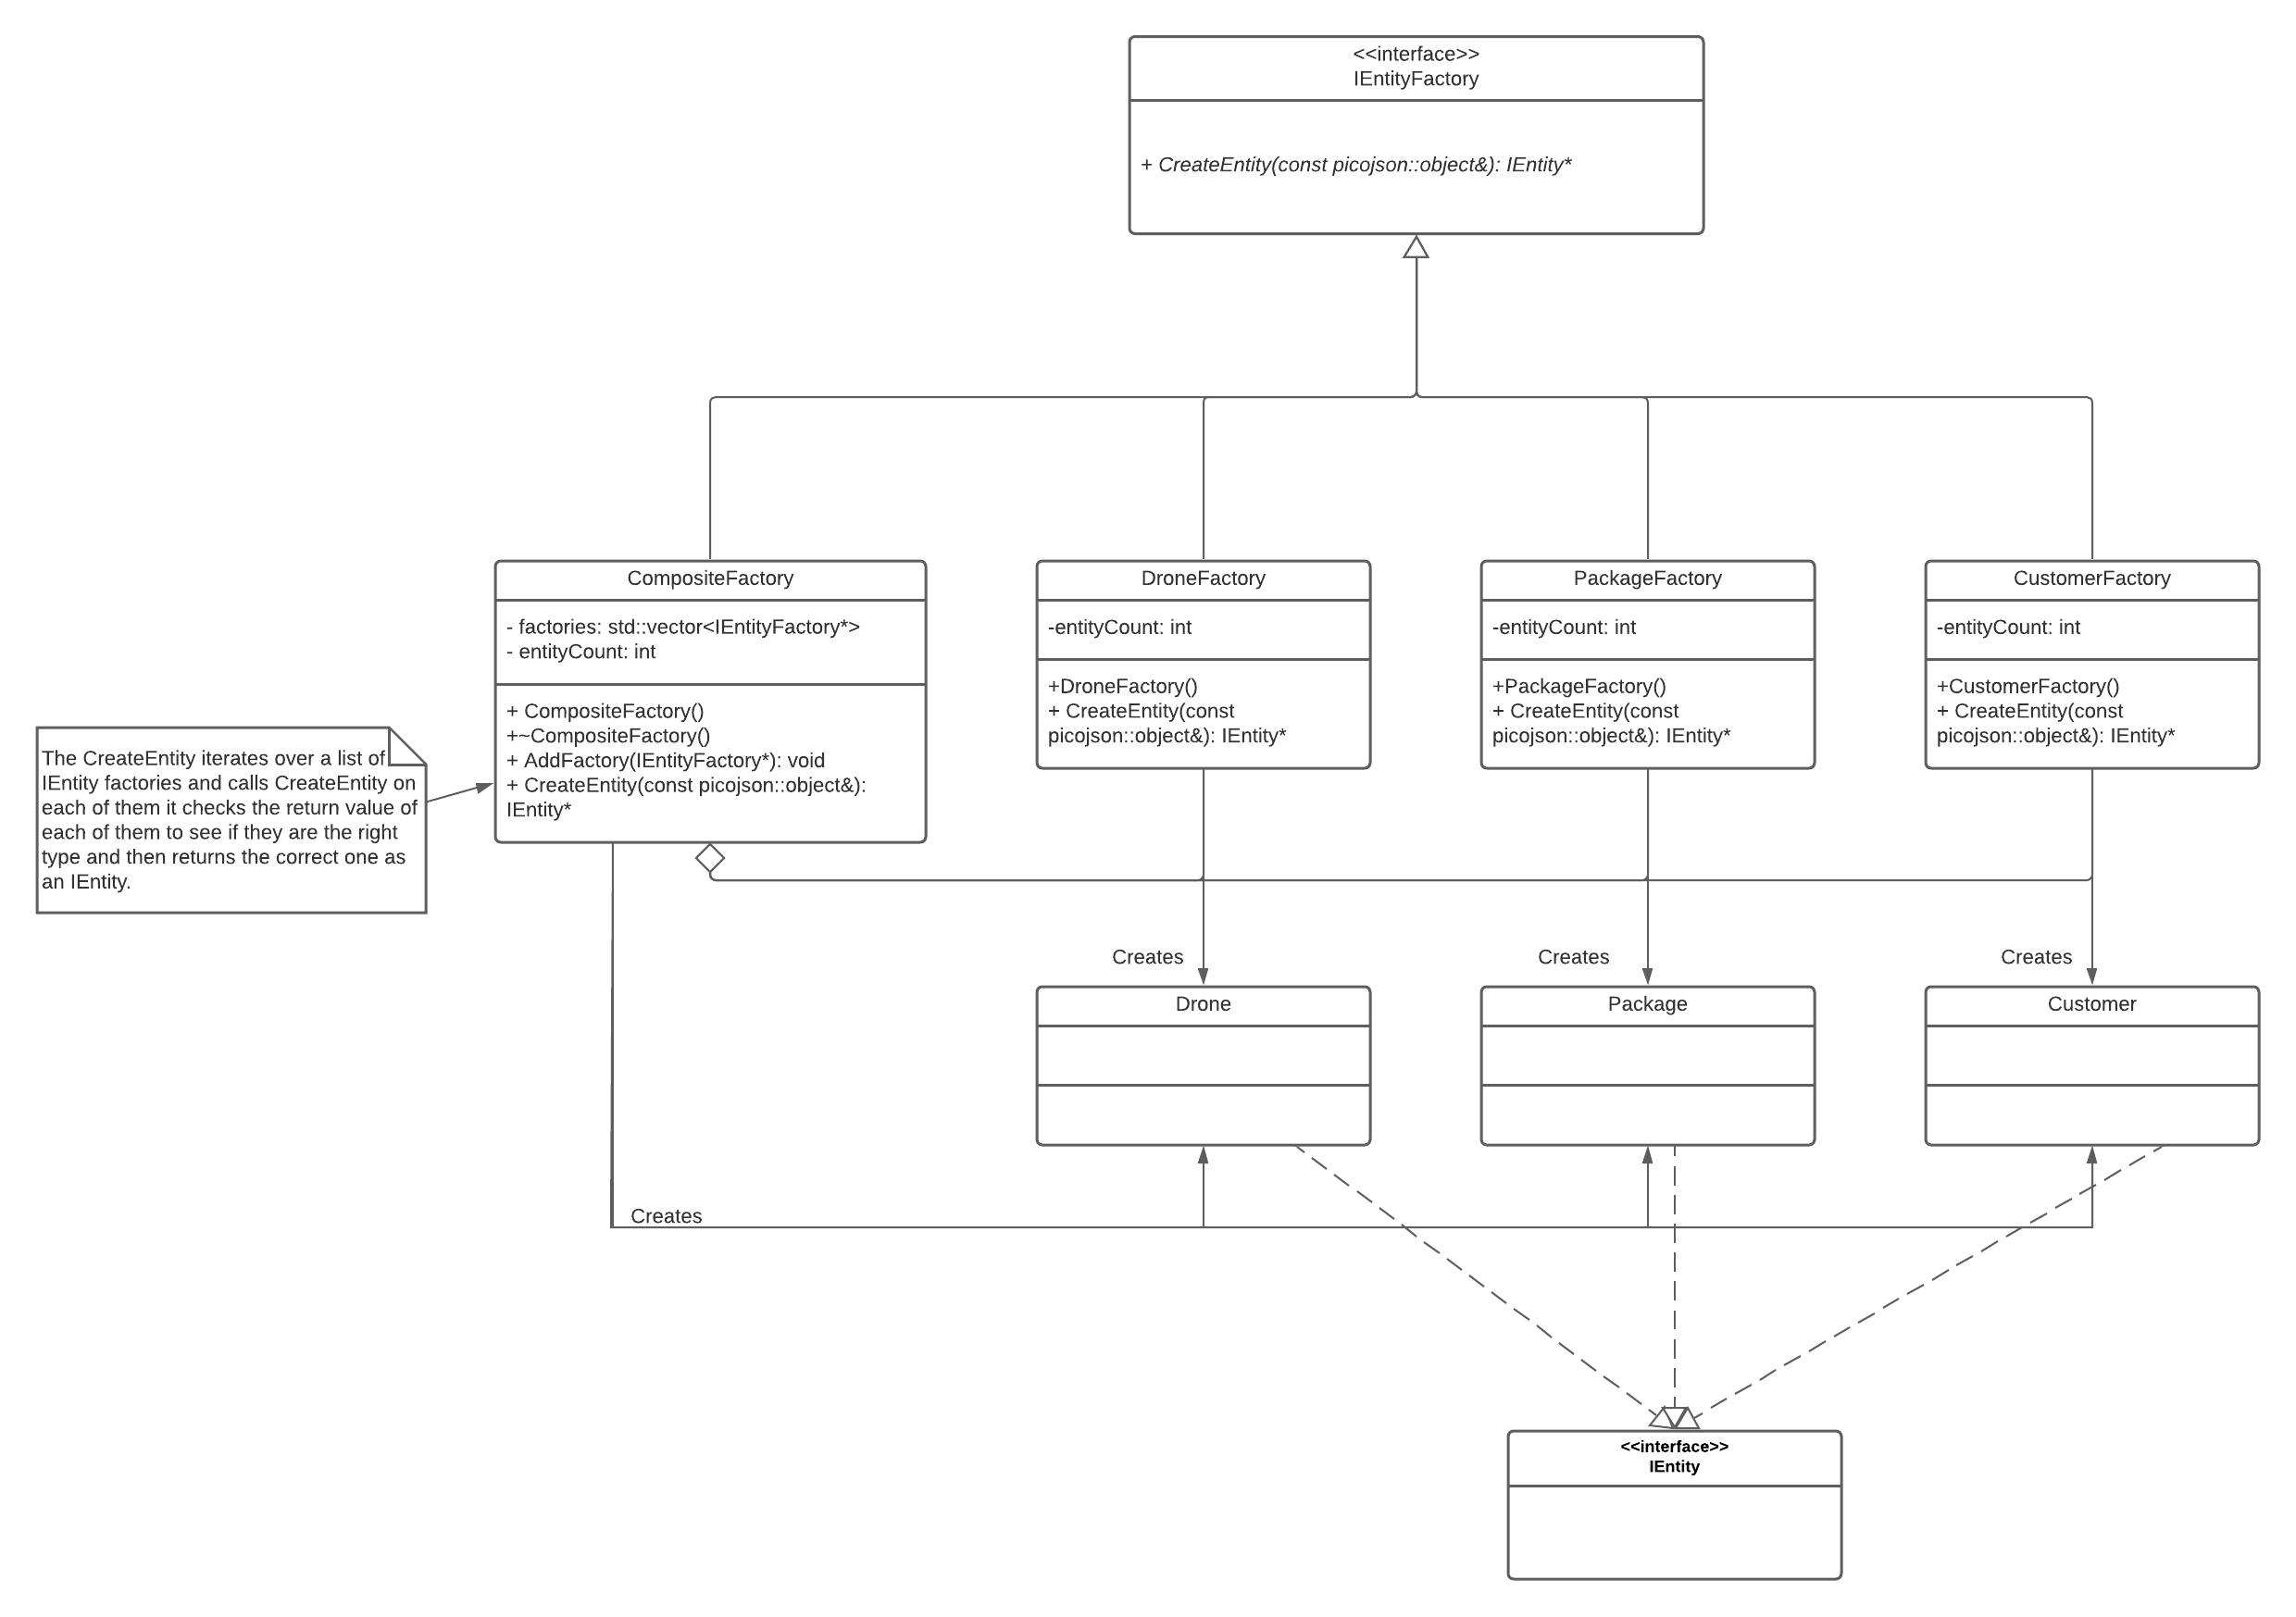 <<interface>>
IEntityFactory
+ CreateEntity(const picojson::object&): IEntity*
CompositeFactory
- factories: std::vector<IEntityFactory*>
- entityCount: int
+ CompositeFactory()
+~CompositeFactory()
+ AddFactory(IEntityFactory*): void
+ CreateEntity(const picojson::object&):
IEntity*
DroneFactory
-entityCount: int
+DroneFactory()
+ CreateEntity(const
picojson::object&): IEntity*
PackageFactory
-entityCount: int
+PackageFactory()
+ CreateEntity(const
picojson::object&): IEntity*
CustomerFactory
-entityCount: int
+CustomerFactory()
+ CreateEntity(const
picojson::object&): IEntity*
The CreateEntity iterates over a list of
IEntity factories and calls CreateEntity on
each of them it checks the return value of
each of them to see if they are the right
type and then returns the correct one as
an IEntity.
Creates
Creates
Creates
Drone
Package
Customer
Creates
<<interface>>
IEntity